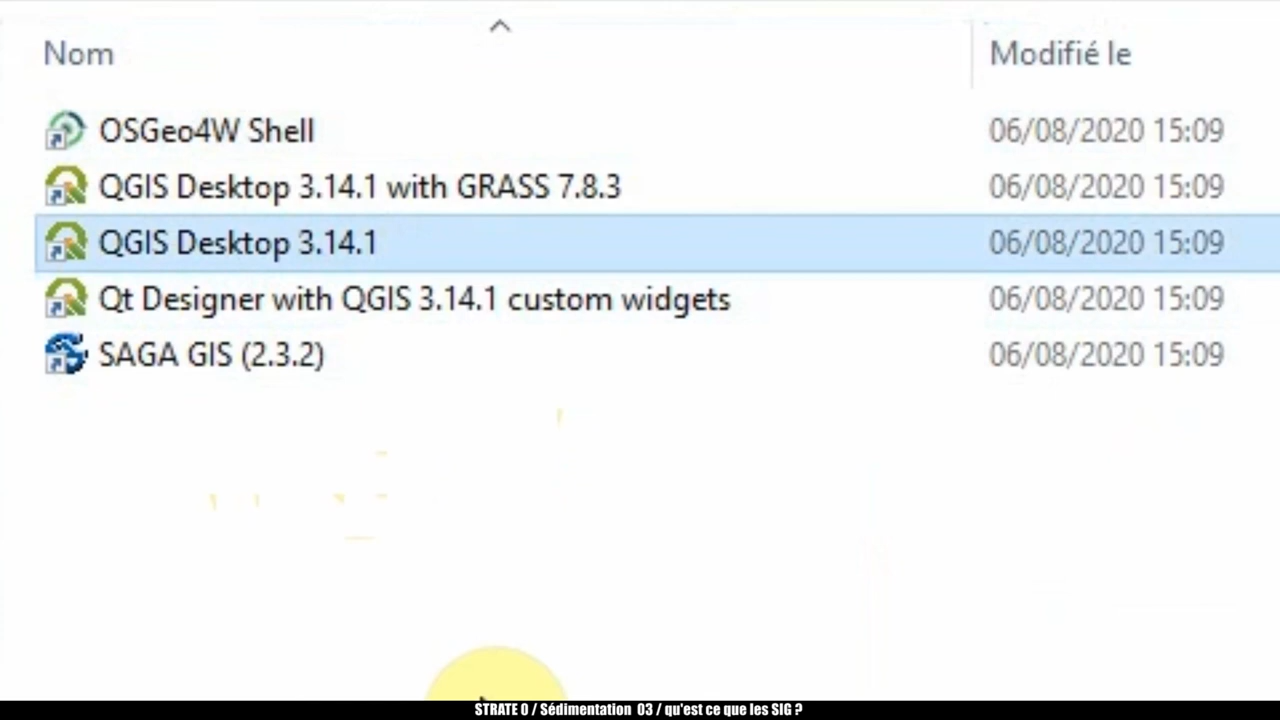 Nom Modifié le
OSGeo4W Shell 06/08/2020 15:09
QGIS Desktop 3.14.1 with GRASS 7.8.3 06/08/2020 15:09
QGIS Desktop 3.14.1 06/08/2020 15:09
Qt Designer with QGIS 3.14.1 custom widgets 06/08/2020 15:09
SAGA GIS (2.3.2) 06/08/2020 15:09
STRATE 0 / Sédimentation 03 / qu'est ce que les SIG ?